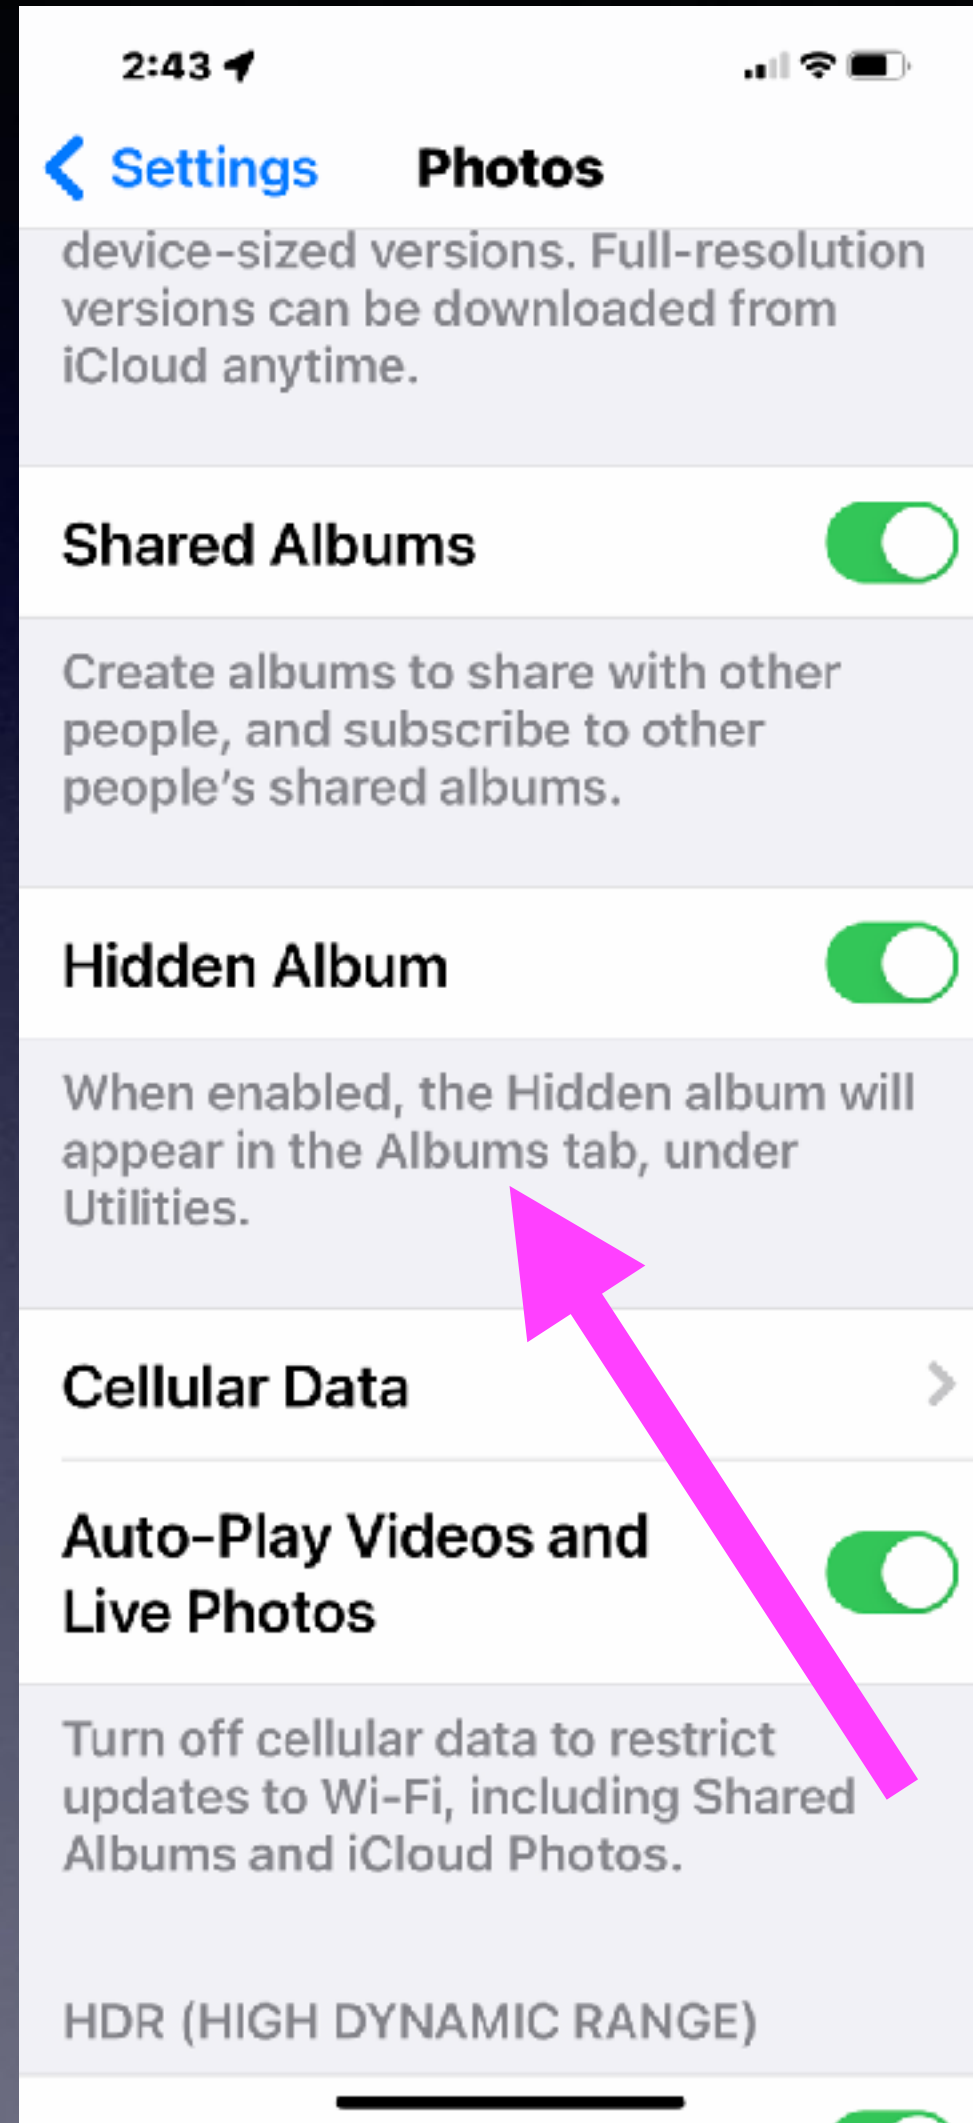 2:43
Settings Photos
device-sized versions. Full-resolution
versions can be downloaded from
iCloud anytime.
Shared Albums
Create albums to share with other
people, and subscribe to other
people's shared albums.
Hidden Album
When enabled, the Hidden album will
appear in the Albums tab, under
Utilities.
Cellular Data
Auto-Play Videos and
Live Photos
Turn off cellular data to restrict
updates to Wi-Fi, including Shared
Albums and iCloud Photos.
HDR (HIGH DYNAMIC RANGE)